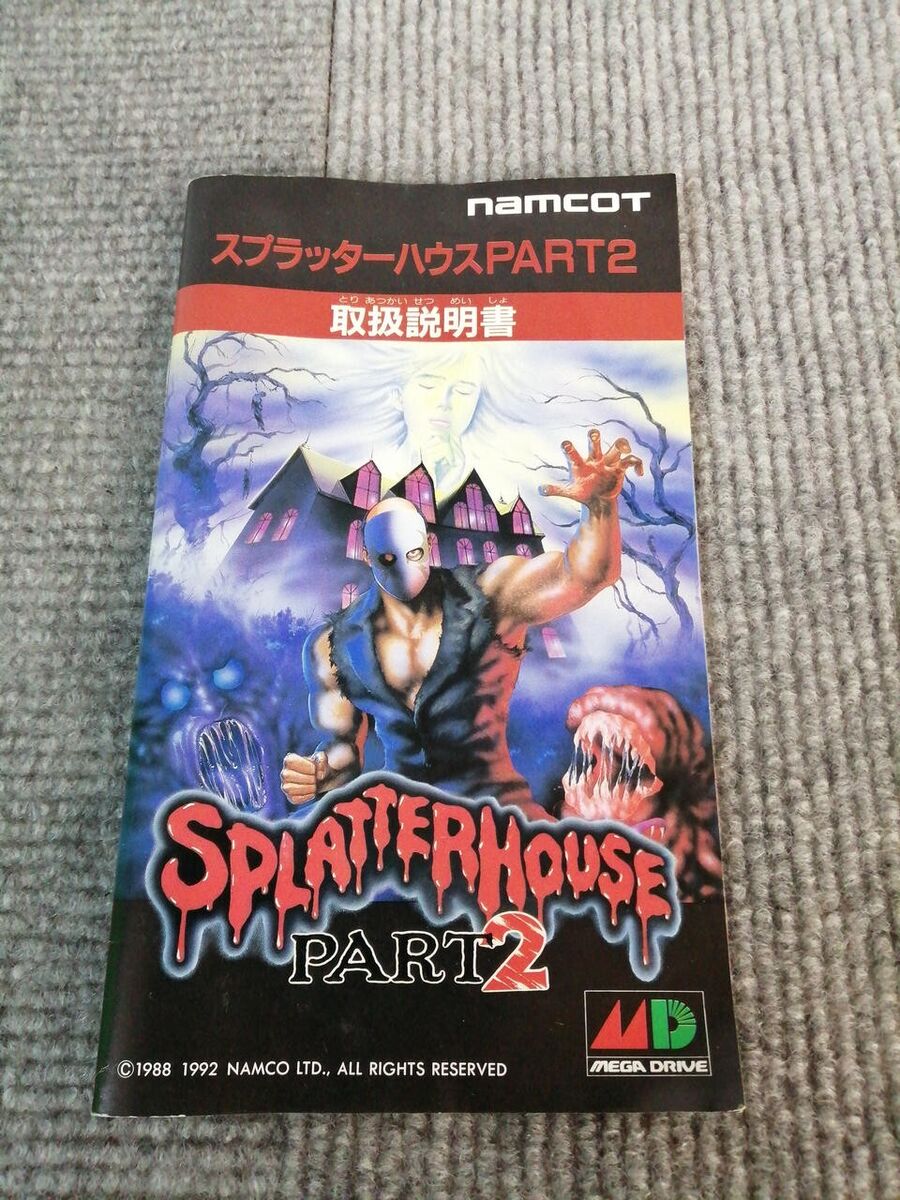 namcoT
スプラッターハウスPART2
とりあつかいせつめいしょ
取扱説明書
SPLATTERHOUSE
PART2
MD
MEGA DRIVE
©1988 1992 NAMCO LTD., ALL RIGHTS RESERVED